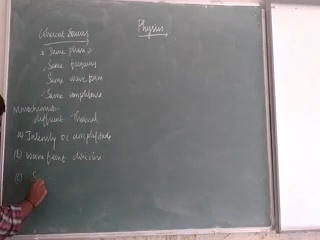 Physics
Coherent Sources
Same phase
Same frequency
Same wave form
Same amplitude
different Thermal
(a) Intensity or amplitude
(b) wave front division
(c) S